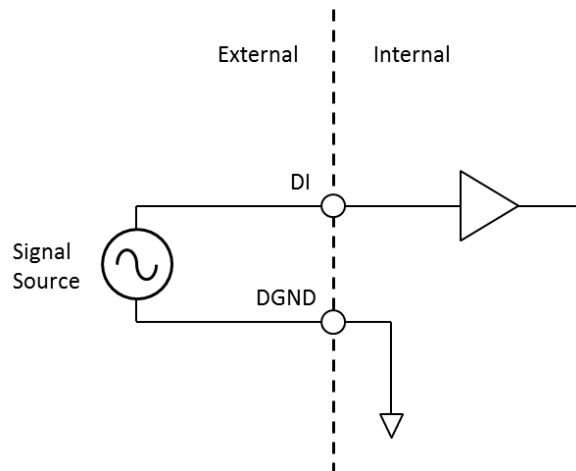 External
Internal
DI
Signal
Source
DGND